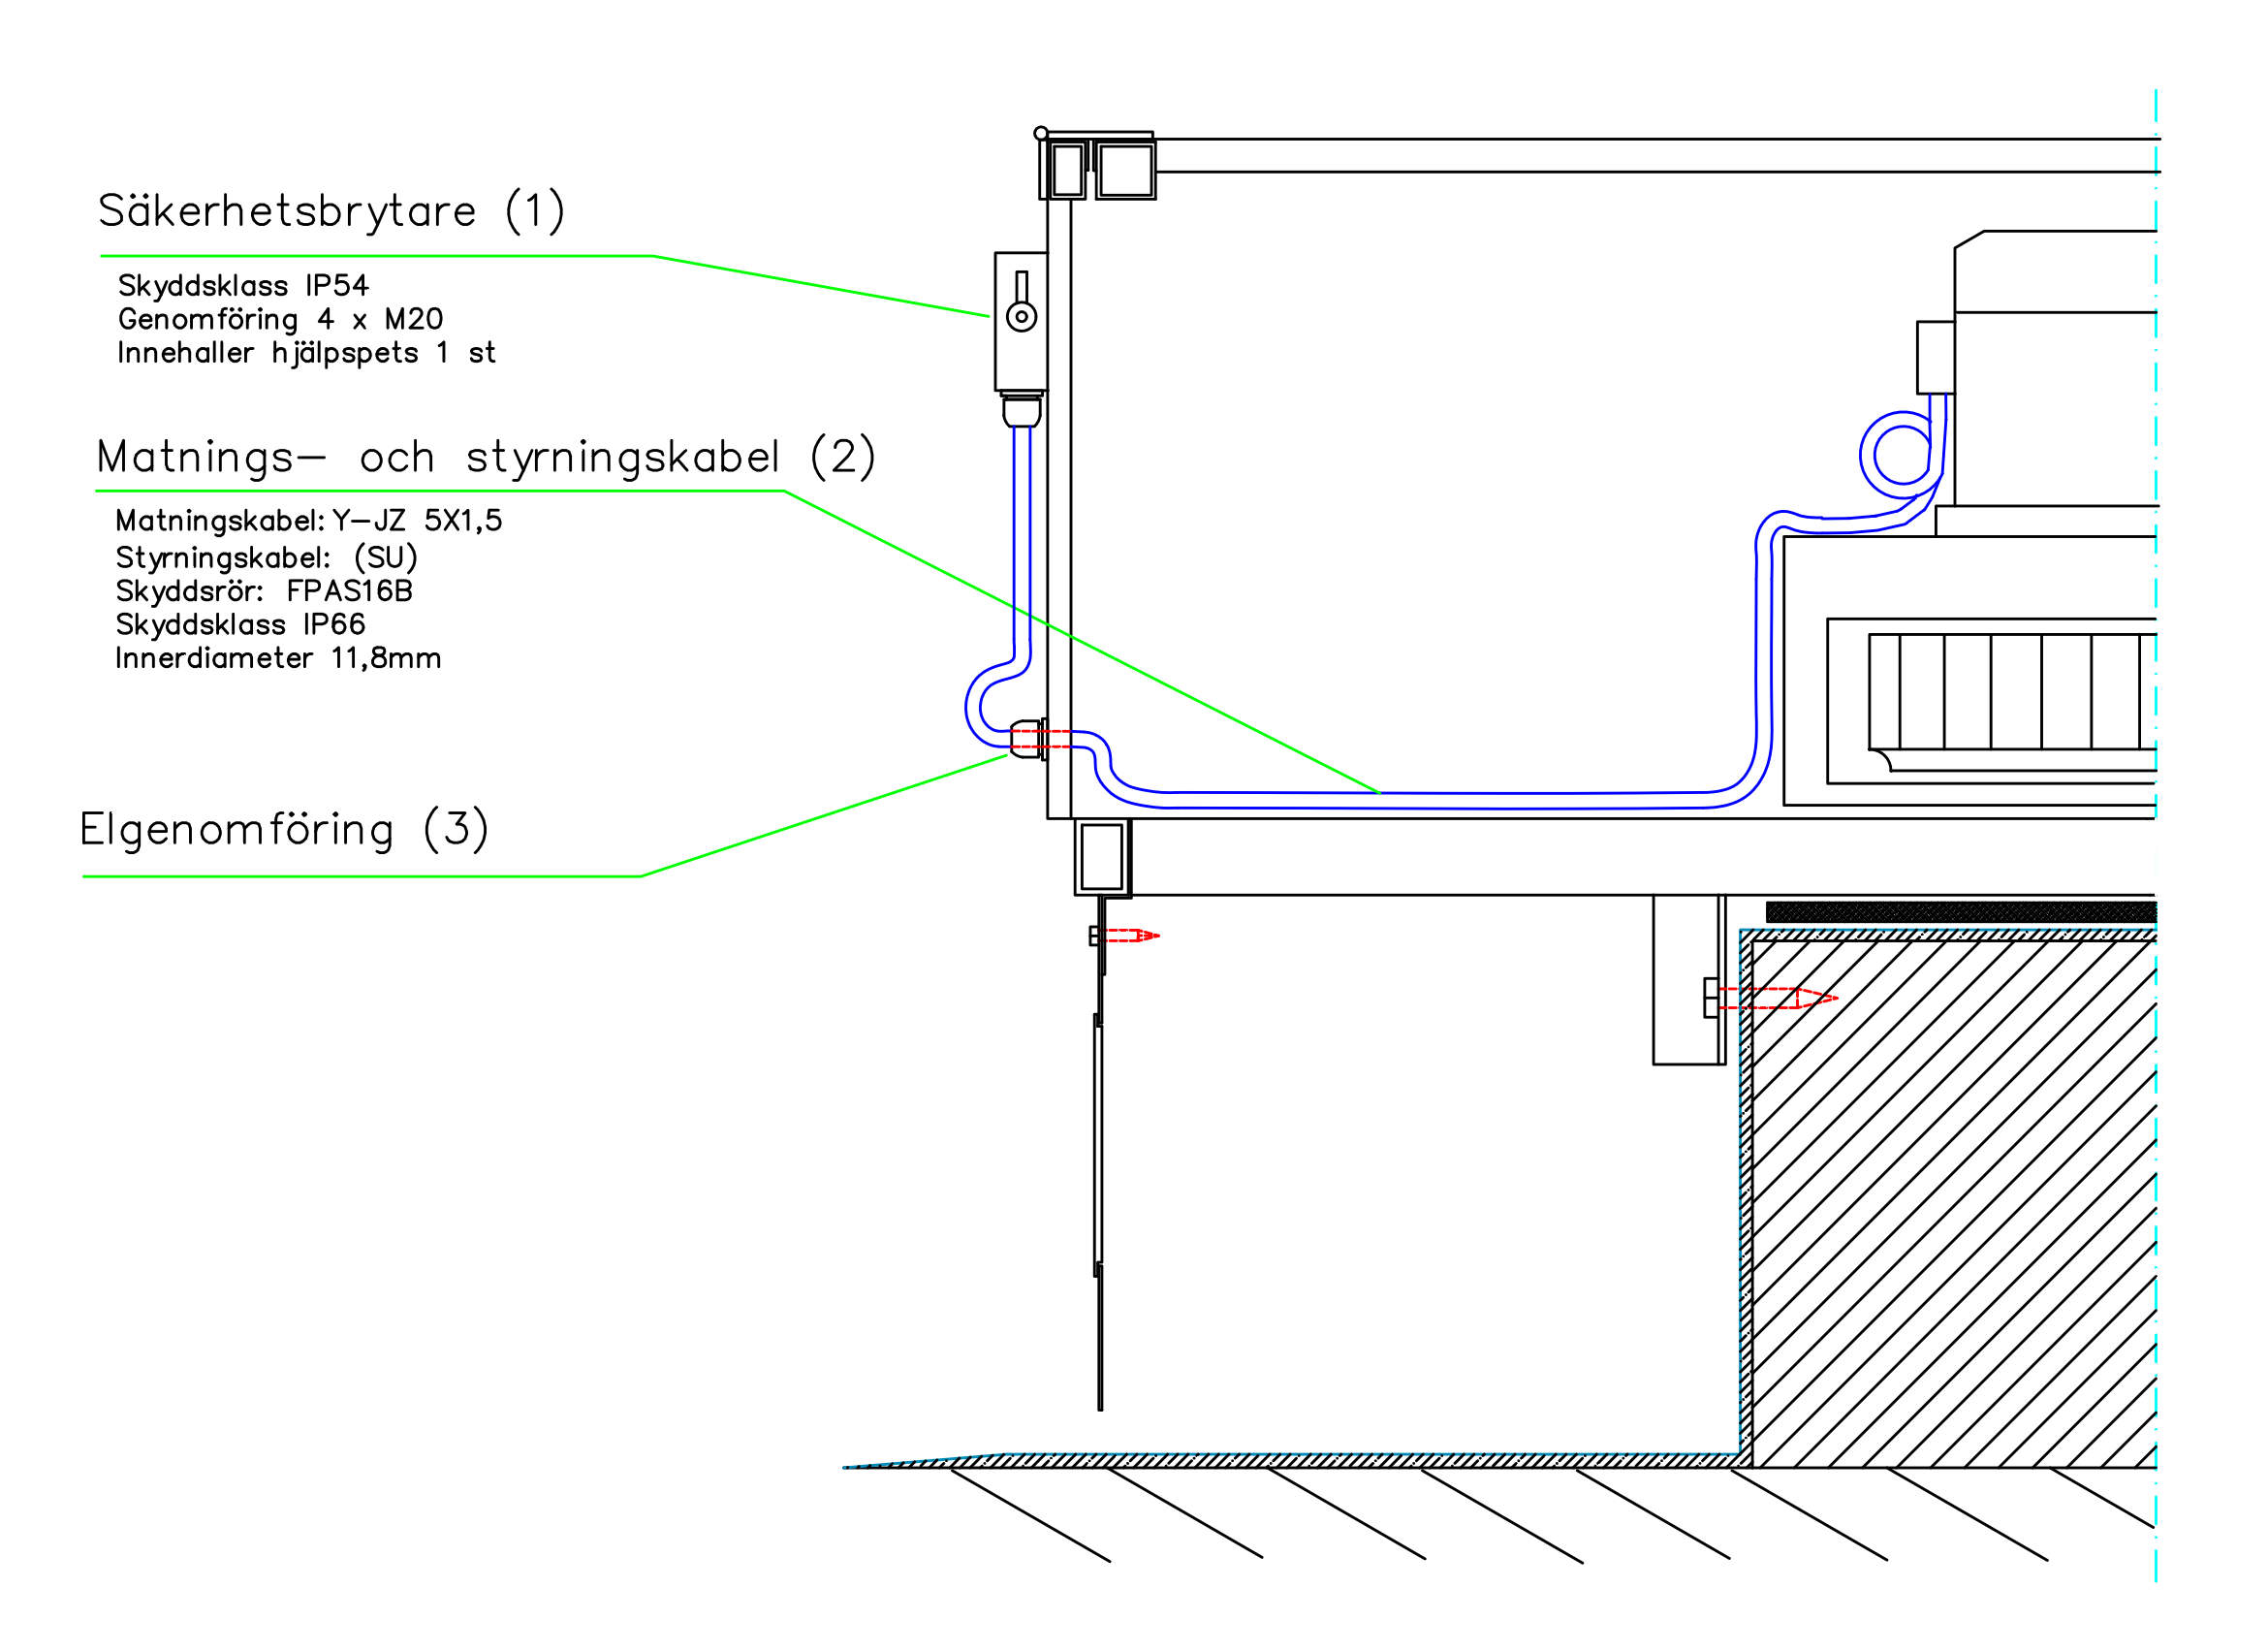 Säkerhetsbrytare (1)
Skyddsklass IP54
Genomföring 4 x M20
Innehaller hjälpspets 1 st
Matnings- och styrningskabel (2)
Matningskabel: Y-JZ 5X1,5
Styrningskabel: (SU)
Skyddsrör: FPAS16B
Skyddsklass IP66
Innerdiameter 11,8mm
Elgenomföring (3)